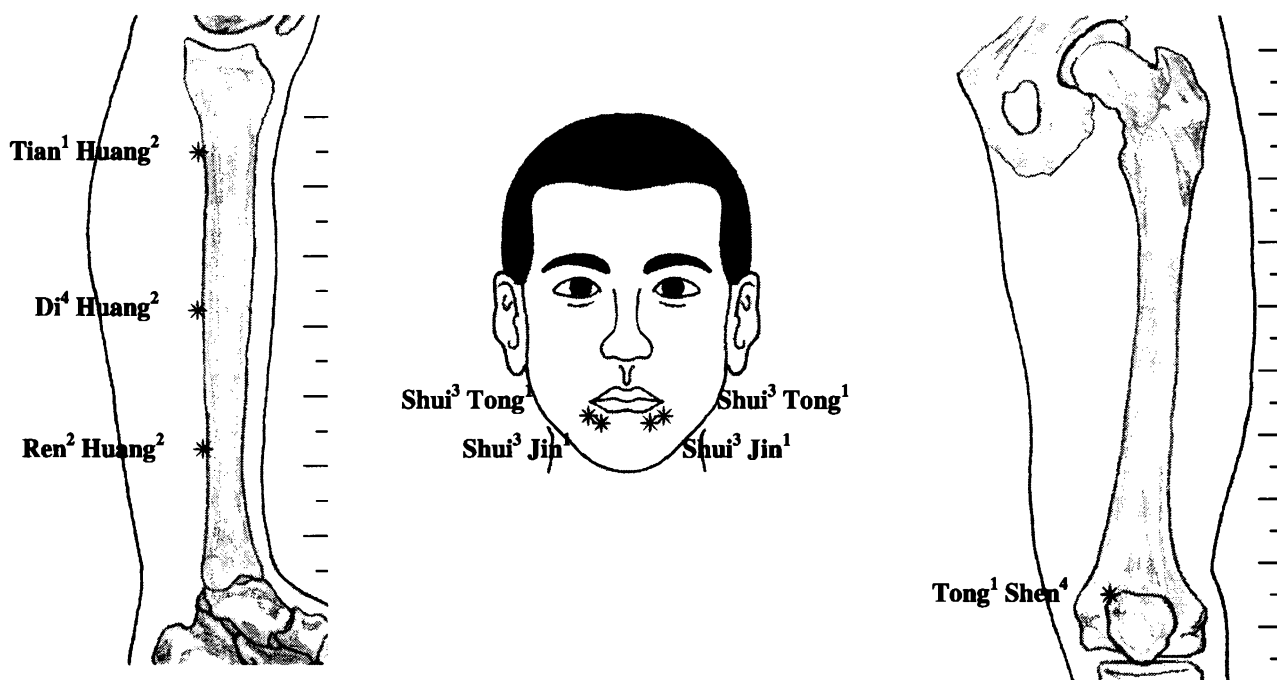 Tian¹ Huang²
Di⁴ Huang²
Ren² Huang²
Shui³ Tong¹
Shui³ Tong¹
Shui³ Jin¹
Shui³ Jin¹
Tong¹ Shen⁴